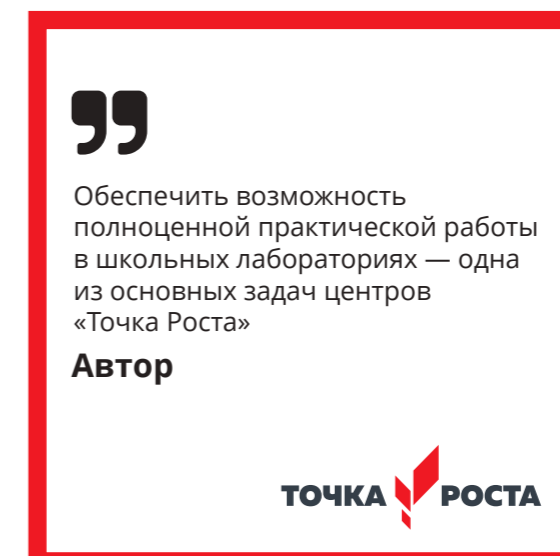 Обеспечить возможность
полноценной практической работы
в школьных лабораториях — одна
из основных задач центров
«Точка Роста»
Автор
ТОЧКА РОСТА